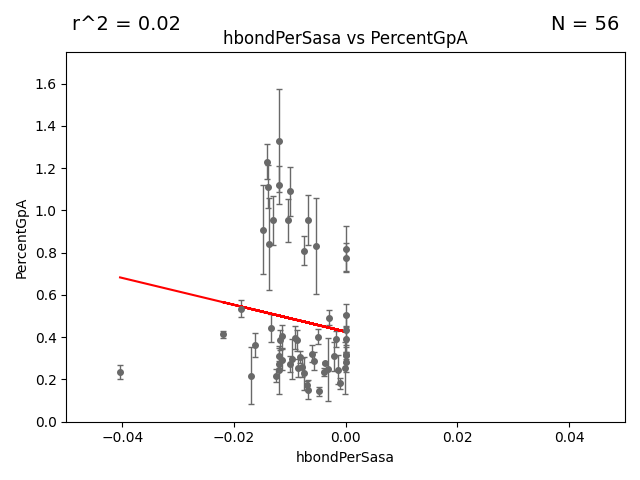 r^2 = 0.02
N = 56
hbondPerSasa vs PercentGpA
PercentGpA
1.6
1.4
1.2
1.0
0.8
0.6
0.4
0.2
0.0
−0.04 −0.02 0.00 0.02 0.04
hbondPerSasa